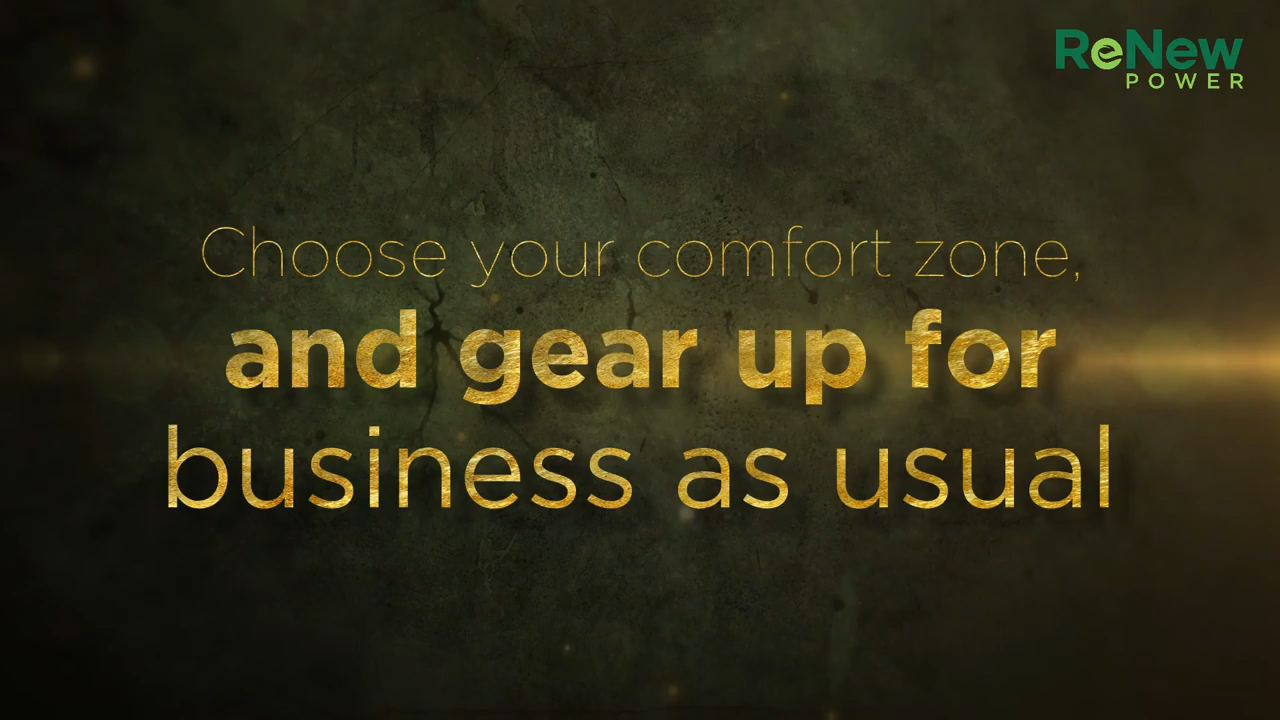 ReNew
POWER
Choose your comfort zone,
and gear up for
business as usual